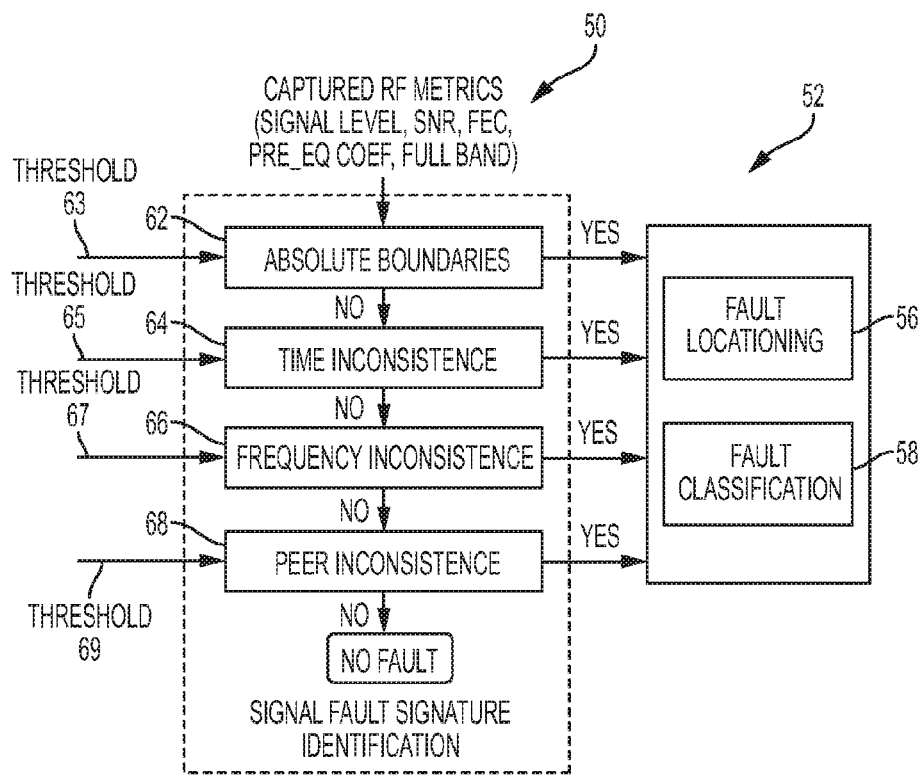 50
CAPTURED RF METRICS
(SIGNAL LEVEL, SNR, FEC,
PRE_EQ COEF, FULL BAND)
52
THRESHOLD
63
62
ABSOLUTE BOUNDARIES
YES
NO
THRESHOLD
65
64
TIME INCONSISTENCE
YES
NO
THRESHOLD
67
66
FREQUENCY INCONSISTENCE
YES
NO
68
PEER INCONSISTENCE
YES
THRESHOLD
69
NO
NO FAULT
SIGNAL FAULT SIGNATURE
IDENTIFICATION
FAULT
LOCATIONING
56
FAULT
CLASSIFICATION
58